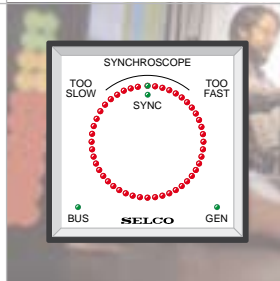 SYNCHROSCOPE
TOO SLOW
TOO FAST
SYNC
BUS
SELCO
GEN